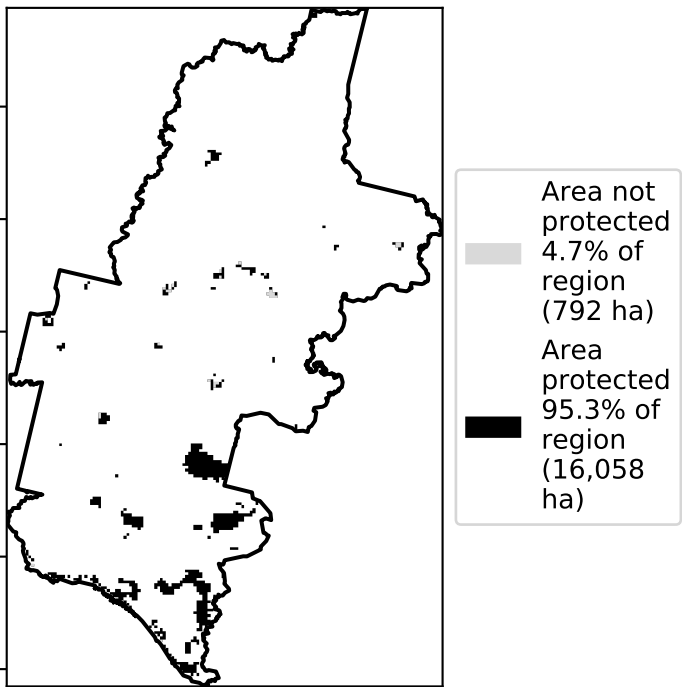 Area not
protected
4.7% of
region
(792 ha)
Area
protected
95.3% of
region
(16,058
ha)